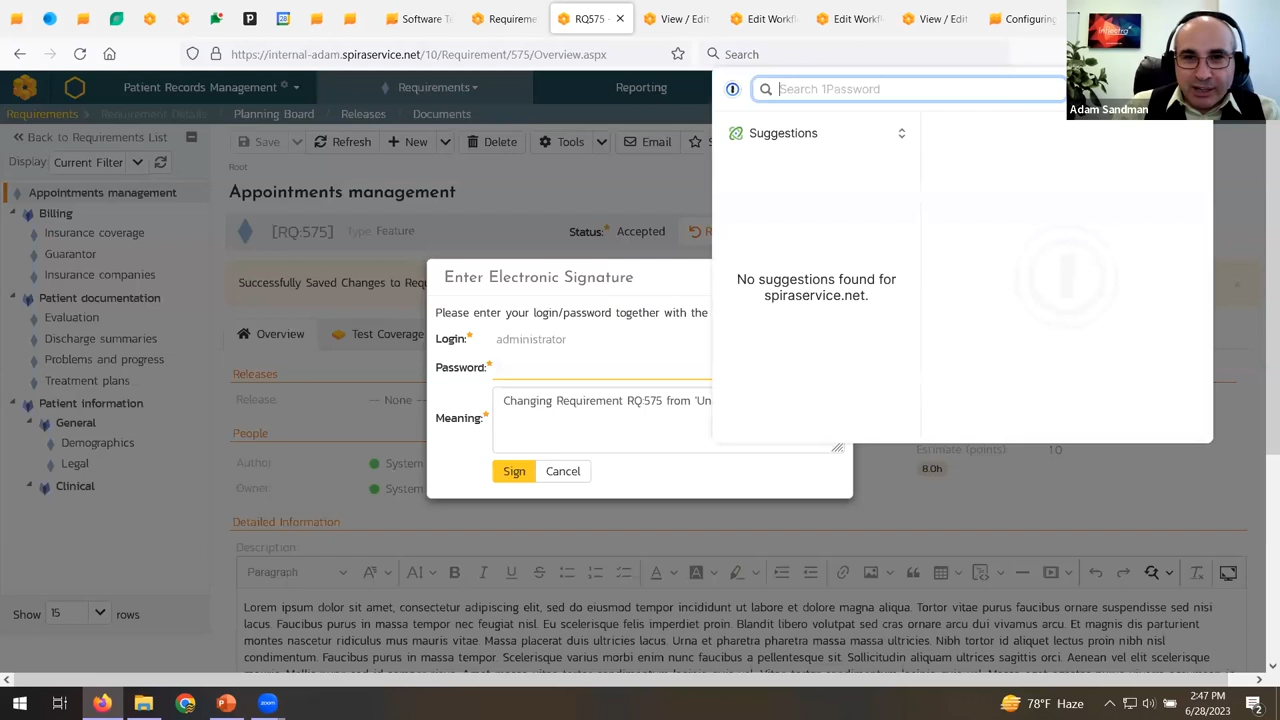 Software Te
Requireme
RQ575 -
View / Edit
Edit Workfl
Edit Workfl
View / Edit
Configuring
https://internal-adam.spiraservice.net/10/Requirement/575/Overview.aspx
Search
Patient Records Management
Requirements
Reporting
Search 1Password
Adam Sandman
Requirements
Details
Planning Board
Releases
Documents
Suggestions
<< Back to Requirements List
Save
Refresh
+ New
Delete
Tools
Email
S
Display
Current Filter
Root
Appointments management
Appointments management
Billing
Insurance coverage
Guarantor
Insurance companies
Patient documentation
Evaluation
Discharge summaries
Problems and progress
Treatment plans
Patient information
General
Demographics
Legal
Clinical
Show
15
rows
[RQ:575]
Type:
Feature
Status:*
Accepted
R
Successfully Saved Changes to Requ
Enter Electronic Signature
Please enter your login/password together with the
Login:*
administrator
Password:*
Meaning:*
Changing Requirement RQ:575 from 'Un
Sign
Cancel
No suggestions found for
spiraservice.net.
Overview
Test Coverage
Releases
Release:
-- None --
People
Author:
System
Owner:
System
Estimate (points):
1.0
8.0h
Detailed Information
Description:
Paragraph
Lorem ipsum dolor sit amet, consectetur adipiscing elit, sed do eiusmod tempor incididunt ut labore et dolore magna aliqua. Tortor vitae purus faucibus ornare suspendisse sed nisi
lacus. Faucibus purus in massa tempor nec feugiat nisl. Eu scelerisque felis imperdiet proin. Blandit libero volutpat sed cras ornare arcu dui vivamus arcu. Et magnis dis parturient
montes nascetur ridiculus mus mauris vitae. Massa placerat duis ultricies lacus. Urna et pharetra pharetra massa massa ultricies. Nibh tortor id aliquet lectus proin nibh nisl
condimentum. Faucibus purus in massa tempor. Scelerisque varius morbi enim nunc faucibus a pellentesque sit. Sollicitudin aliquam ultrices sagittis orci. Aenean vel elit scelerisque
78°F Haze
2:47 PM
6/28/2023
2